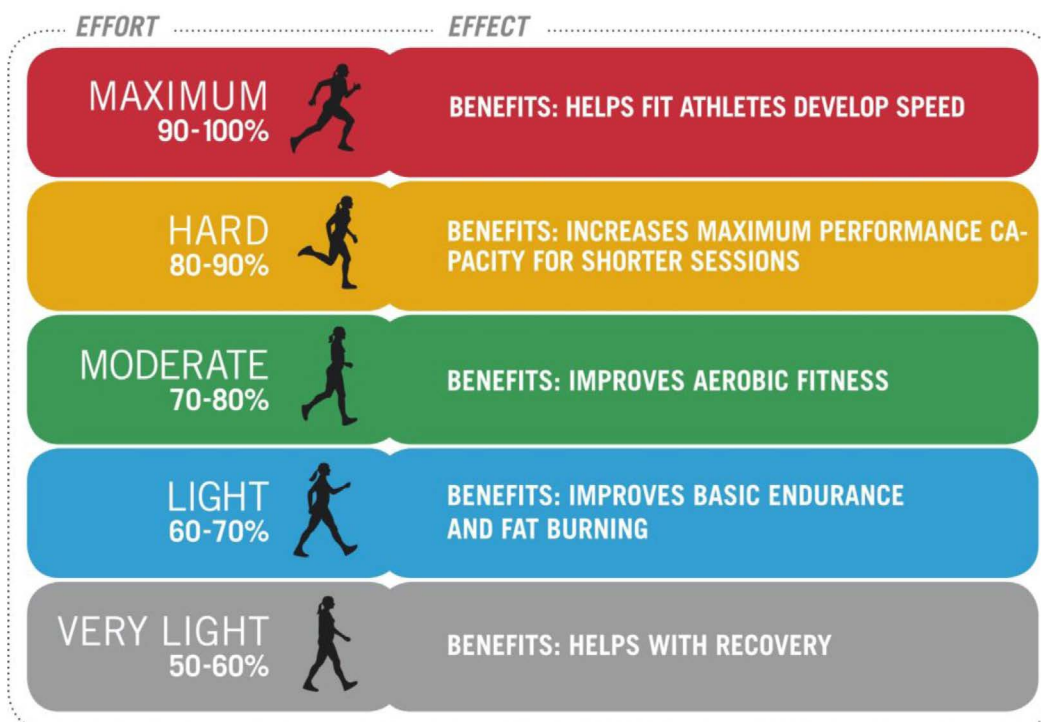 EFFORT
EFFECT
MAXIMUM
90-100%
BENEFITS: HELPS FIT ATHLETES DEVELOP SPEED
HARD
80-90%
BENEFITS: INCREASES MAXIMUM PERFORMANCE CA-
PACITY FOR SHORTER SESSIONS
MODERATE
70-80%
BENEFITS: IMPROVES AEROBIC FITNESS
LIGHT
60-70%
BENEFITS: IMPROVES BASIC ENDURANCE
AND FAT BURNING
VERY LIGHT
50-60%
BENEFITS: HELPS WITH RECOVERY